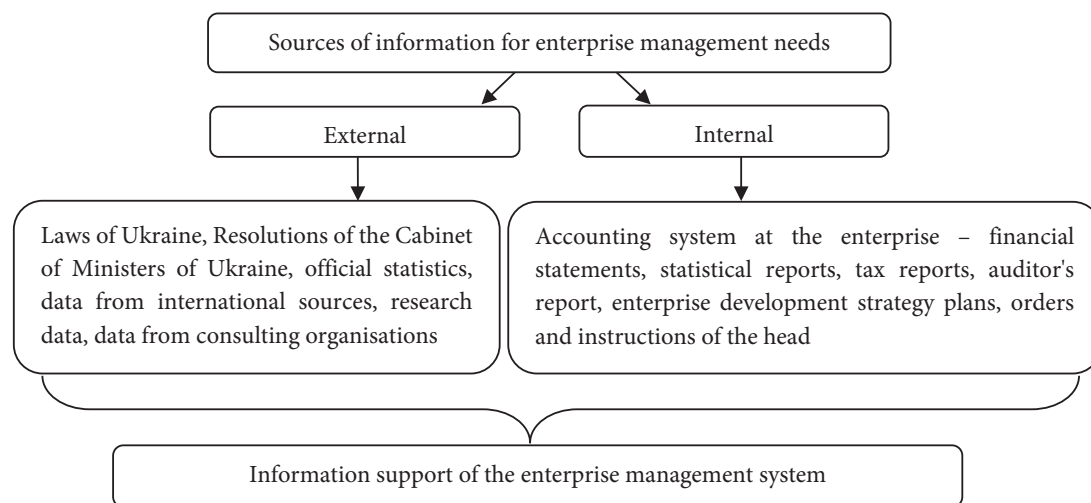 Sources of information for enterprise management needs
External
Internal
Laws of Ukraine, Resolutions of the Cabinet
of Ministers of Ukraine, official statistics,
data from international sources, research
data, data from consulting organisations
Accounting system at the enterprise – financial
statements, statistical reports, tax reports, auditor's
report, enterprise development strategy plans, orders
and instructions of the head
Information support of the enterprise management system